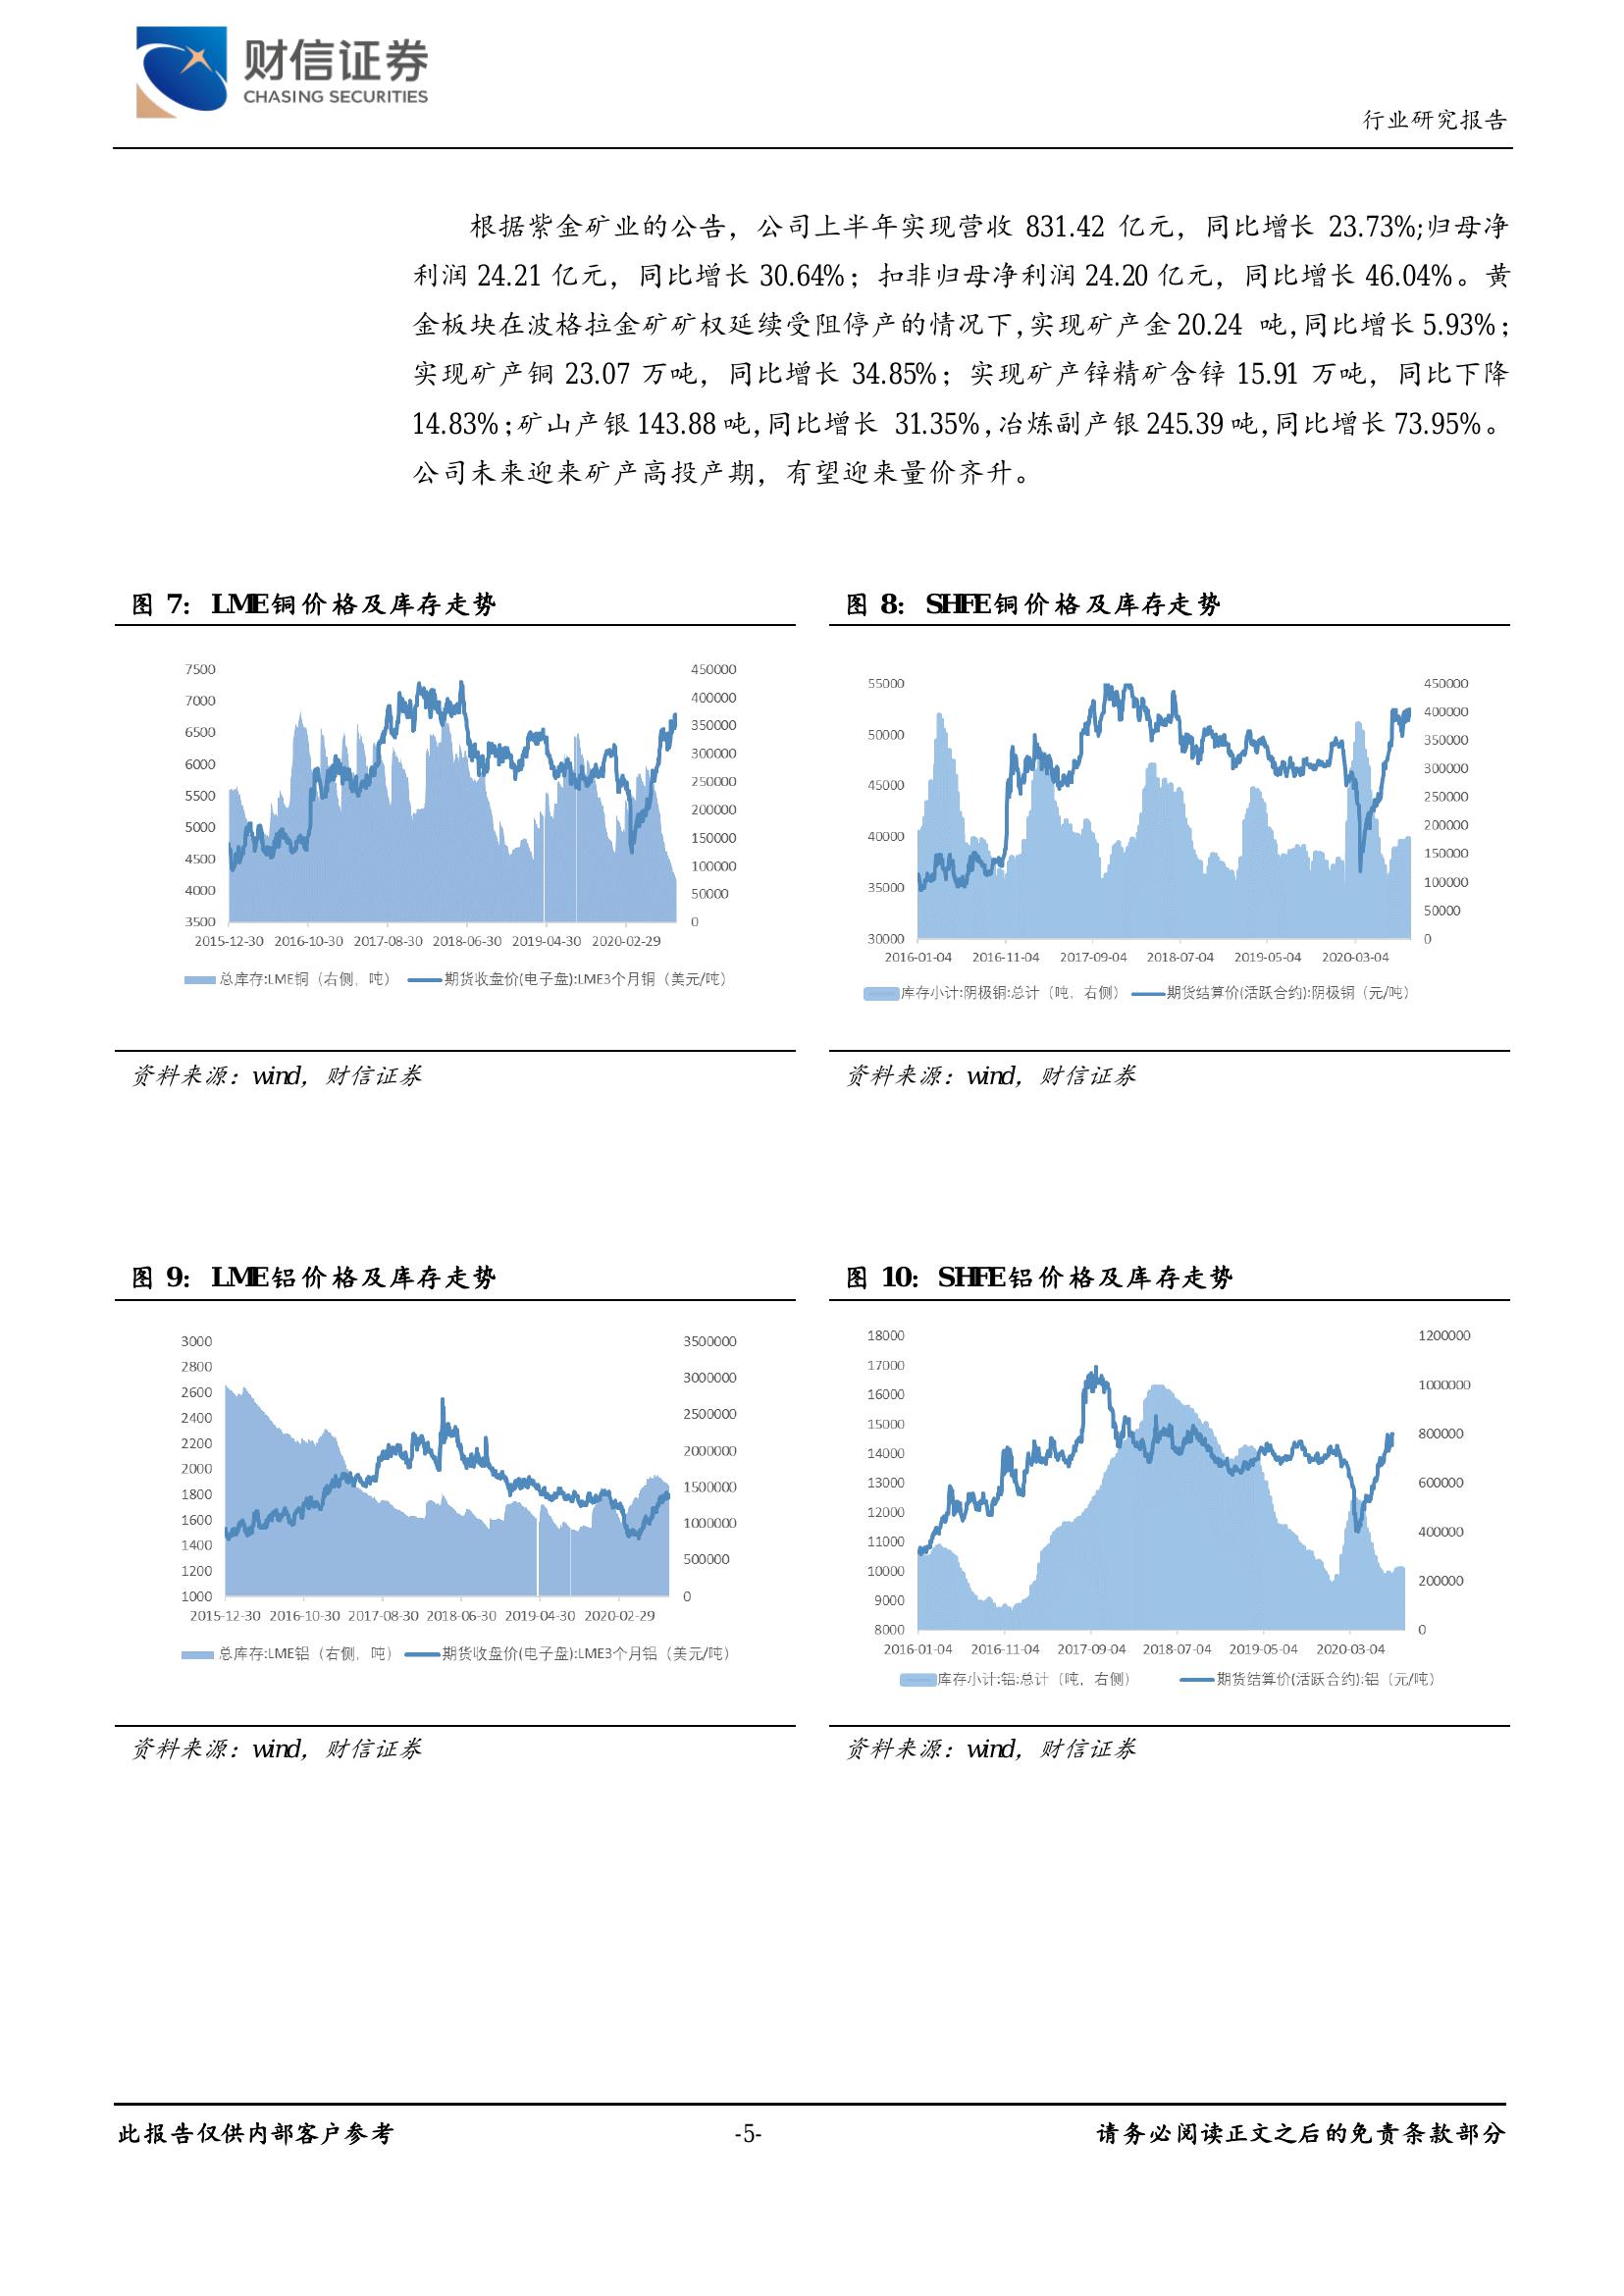 财信证券
CHASING SECURITIES
行业研究报告
根据紫金矿业的公告，公司上半年实现营收 831.42 亿元，同比增长 23.73%;归母净
利润 24.21 亿元，同比增长 30.64%；扣非归母净利润 24.20 亿元，同比增长 46.04%。黄
金板块在波格拉金矿矿权延续受阻停产的情况下,实现矿产金 20.24 吨,同比增长 5.93%；
实现矿产铜 23.07 万吨，同比增长 34.85%；实现矿产锌精矿含锌 15.91 万吨，同比下降
14.83%;矿山产银 143.88 吨,同比增长 31.35%,冶炼副产银 245.39 吨,同比增长 73.95%。
公司未来迎来矿产高投产期，有望迎来量价齐升。
图 7：LME铜价格及库存走势
7500
7000
6500
6000
5500
5000
4500
4000
3500
450000
400000
350000
300000
250000
200000
150000
100000
50000
0
2015-12-30 2016-10-30 2017-08-30 2018-06-30 2019-04-30 2020-02-29
总库存:LME铜（右侧，吨） 期货收盘价(电子盘):LME3个月铜（美元/吨）
资料来源：wind，财信证券
图 8：SHFE铜价格及库存走势
55000
50000
45000
40000
35000
30000
450000
400000
350000
300000
250000
200000
150000
100000
50000
0
2016-01-04 2016-11-04 2017-09-04 2018-07-04 2019-05-04 2020-03-04
库存小计:阴极铜:总计（吨，右侧） 期货结算价(活跃合约):阴极铜（元/吨）
资料来源：wind，财信证券
图 9：LME铝价格及库存走势
3000
2800
2600
2400
2200
2000
1800
1600
1400
1200
1000
3500000
3000000
2500000
2000000
1500000
1000000
500000
0
2015-12-30 2016-10-30 2017-08-30 2018-06-30 2019-04-30 2020-02-29
总库存:LME铝（右侧，吨） 期货收盘价(电子盘):LME3个月铝（美元/吨）
资料来源：wind，财信证券
图 10：SHFE铝价格及库存走势
18000
17000
16000
15000
14000
13000
12000
11000
10000
9000
8000
1200000
1000000
800000
600000
400000
200000
0
2016-01-04 2016-11-04 2017-09-04 2018-07-04 2019-05-04 2020-03-04
库存小计:铝:总计（吨，右侧） 期货结算价(活跃合约):铝（元/吨）
资料来源：wind，财信证券
此报告仅供内部客户参考
-5-
请务必阅读正文之后的免责条款部分